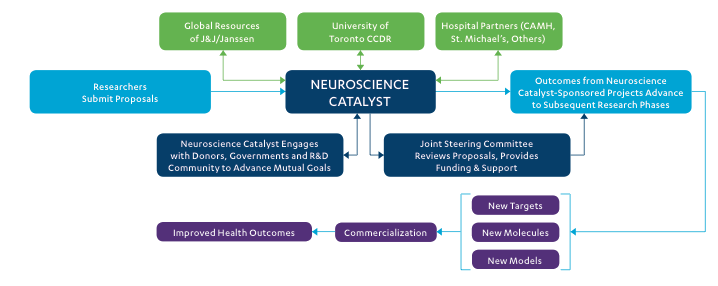 Global Resources
of J&J/Janssen
University of
Toronto CCDR
Hospital Partners (CAMH,
St. Michael's, Others)
Researchers
Submit Proposals
NEUROSCIENCE
CATALYST
Outcomes from Neuroscience
Catalyst-Sponsored Projects Advance
to Subsequent Research Phases
Neuroscience Catalyst Engages
with Donors, Governments and R&D
Community to Advance Mutual Goals
Joint Steering Committee
Reviews Proposals, Provides
Funding & Support
New Targets
New Molecules
New Models
Commercialization
Improved Health Outcomes